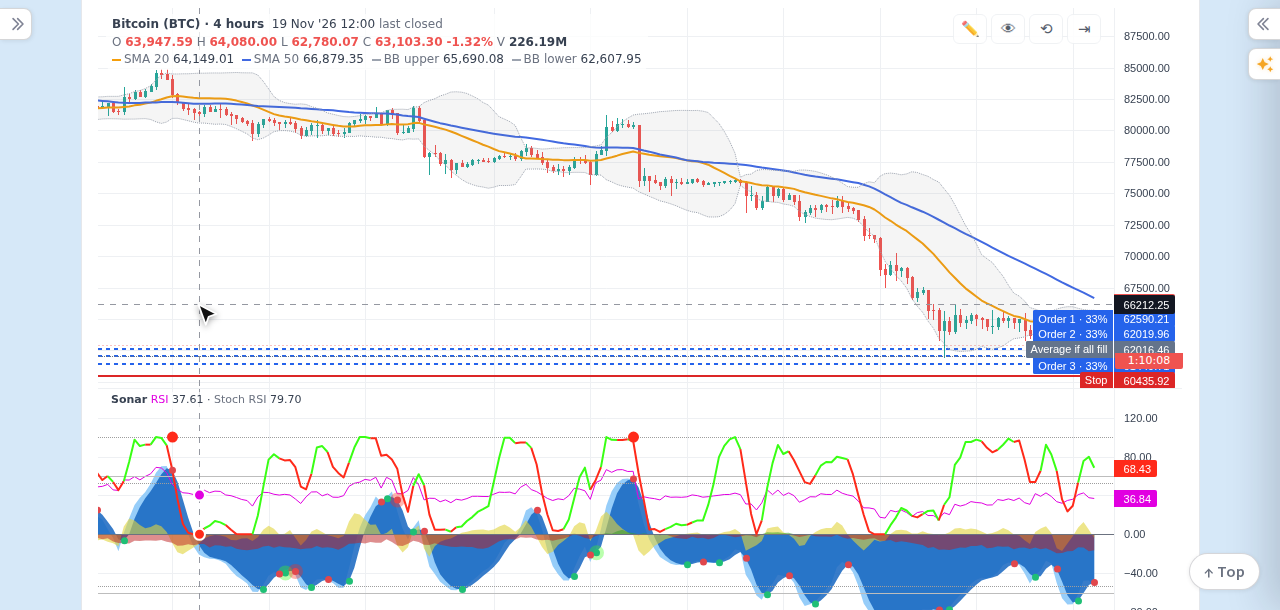 Bitcoin (BTC) · 4 hours 19 Nov '26 12:00 last closed
O 63,947.59 H 64,080.00 L 62,780.07 C 63,103.30 -1.32% V 226.19M
SMA 20 64,149.01 SMA 50 66,879.35 BB upper 65,690.08 BB lower 62,607.95
87500.00
85000.00
82500.00
80000.00
77500.00
75000.00
72500.00
70000.00
67500.00
66212.25
Order 1 · 33% 62590.21
Order 2 · 33% 62019.96
Average if all fill 62016.46
1:10:08
Order 3 · 33%
Stop 60435.92
Sonar RSI 37.61 · Stoch RSI 79.70
120.00
80.00
68.43
36.84
0.00
−40.00
↑ Top